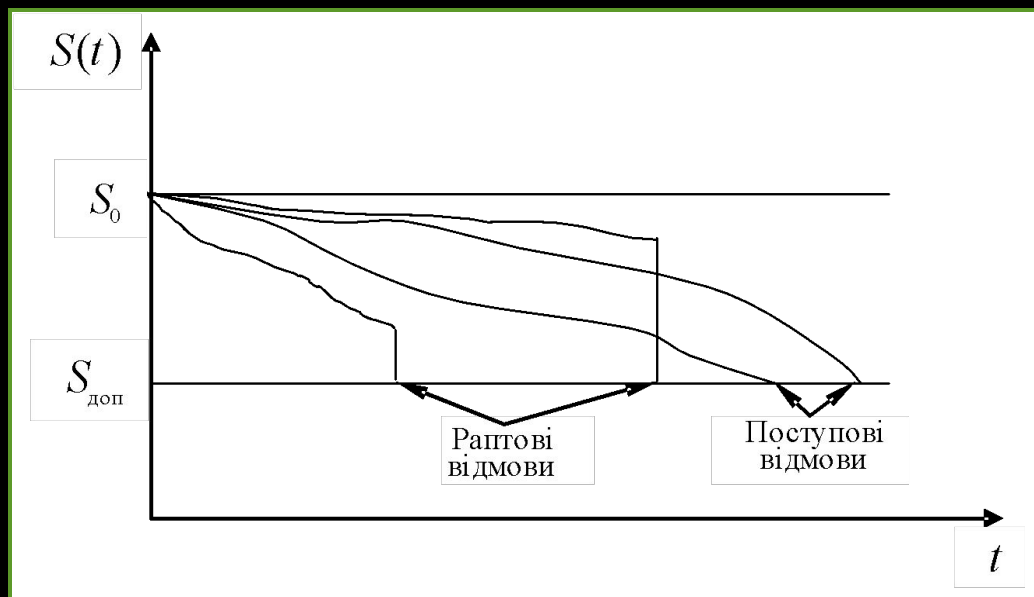 S(t)
S₀
Sдоп
Раптові
відмови
Поступові
відмови
t